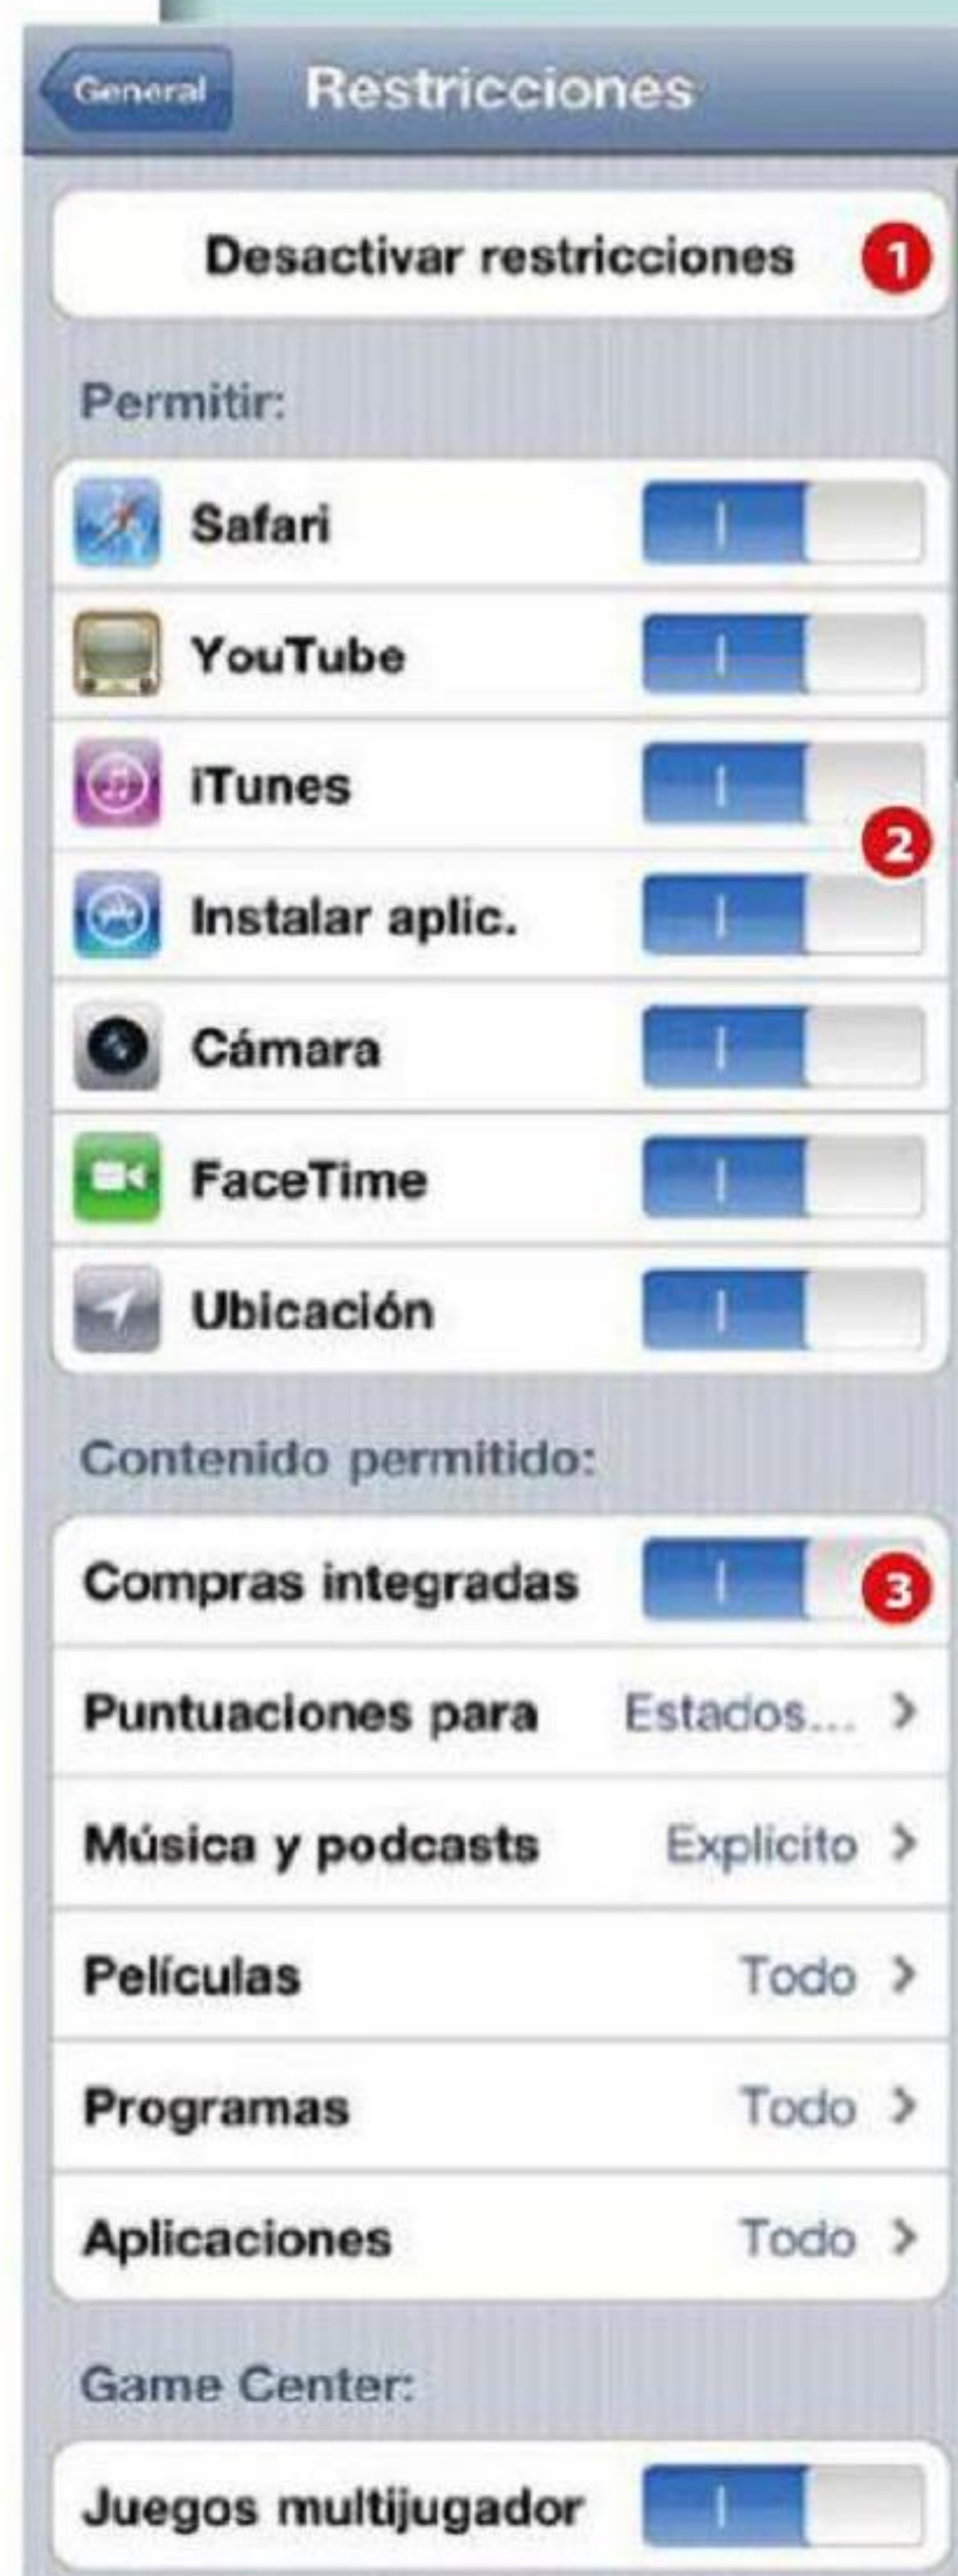 General Restricciones
Desactivar restricciones 1
Permitir:
Safari
YouTube
iTunes
2
Instalar aplic.
Cámara
FaceTime
Ubicación
Contenido permitido:
Compras integradas 3
Puntuaciones para Estados... >
Música y podcasts Explícito >
Películas Todo >
Programas Todo >
Aplicaciones Todo >
Game Center:
Juegos multijugador